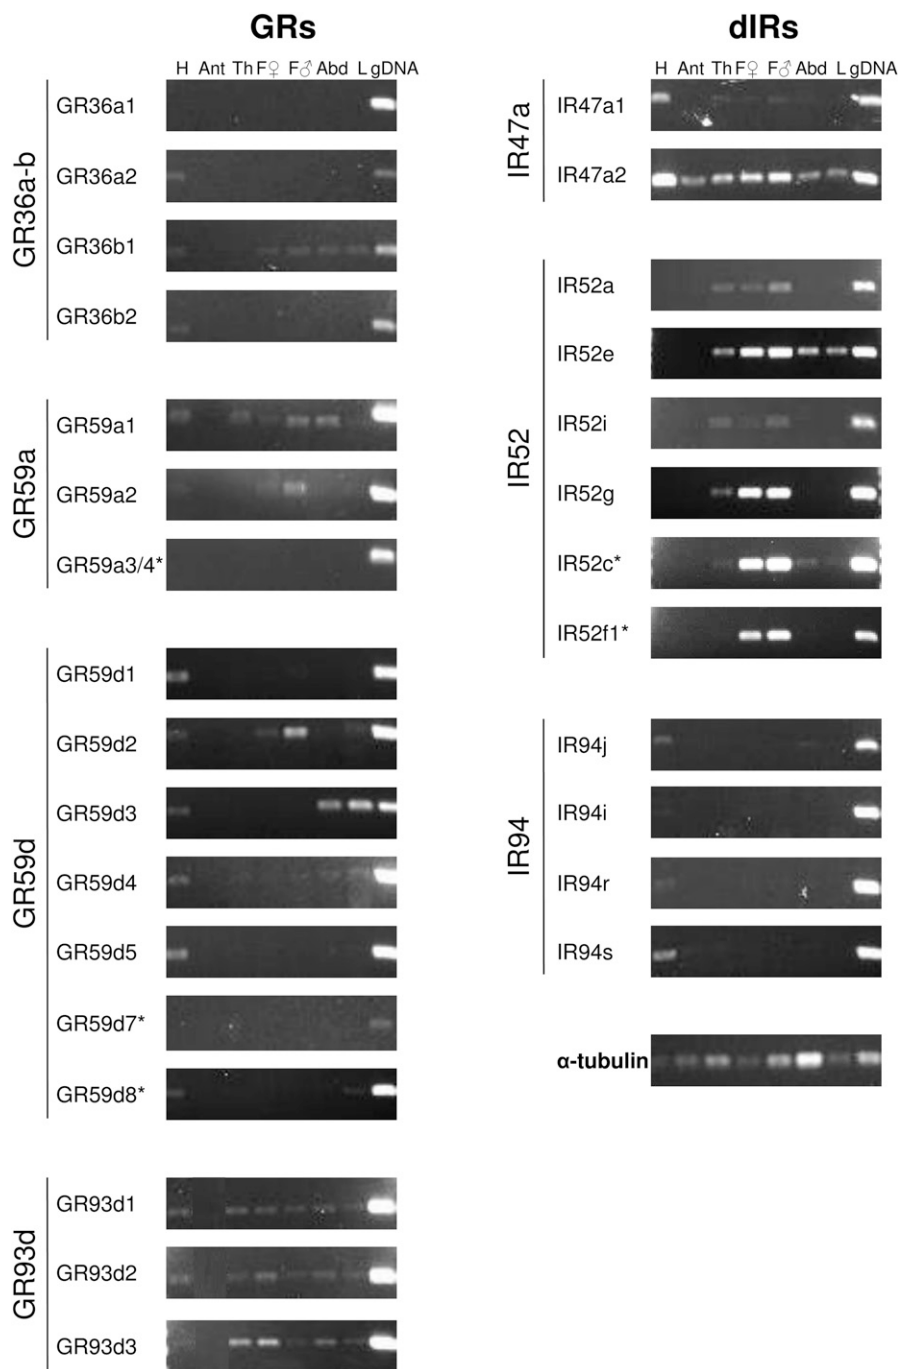 GRs
H Ant Th F♀ F♂ Abd L gDNA
GR36a-b
GR36a1
GR36a2
GR36b1
GR36b2
GR59a
GR59a1
GR59a2
GR59a3/4*
GR59d
GR59d1
GR59d2
GR59d3
GR59d4
GR59d5
GR59d7*
GR59d8*
GR93d
GR93d1
GR93d2
GR93d3
dIRs
H Ant Th F♀ F♂ Abd L gDNA
IR47a
IR47a1
IR47a2
IR52
IR52a
IR52e
IR52i
IR52g
IR52c*
IR52f1*
IR94
IR94j
IR94i
IR94r
IR94s
α-tubulin